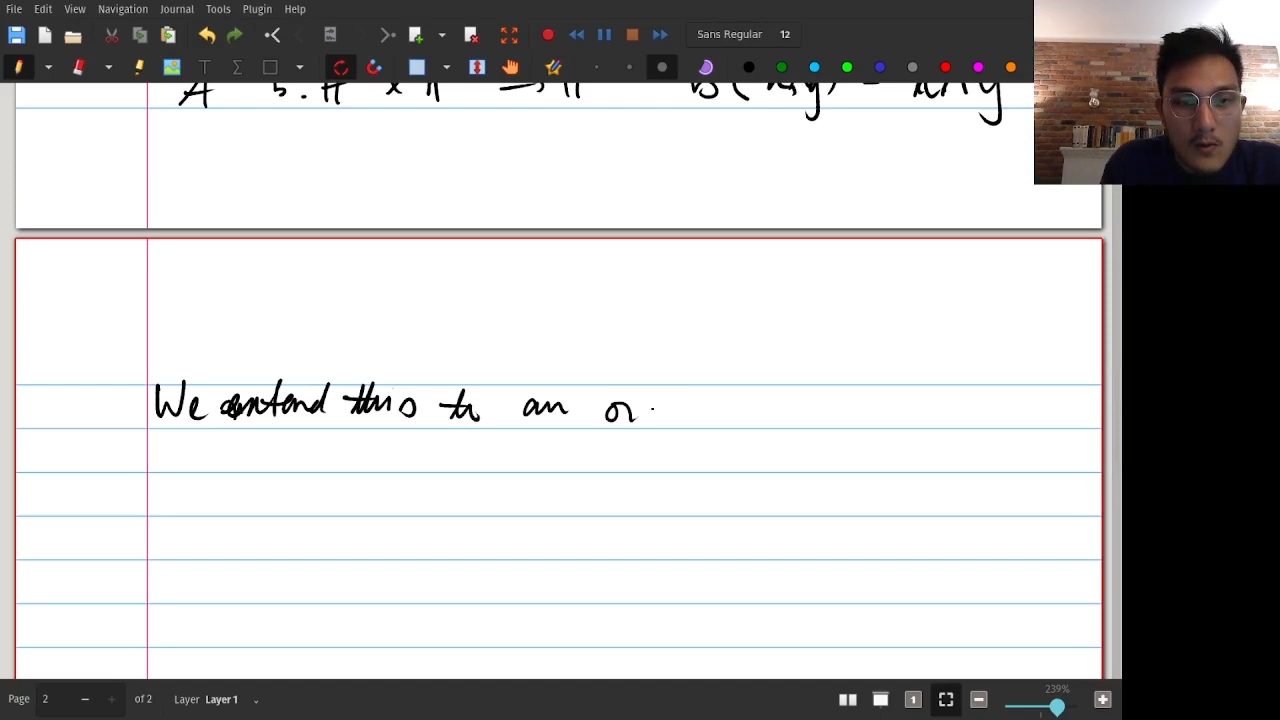 File Edit View Navigation Journal Tools Plugin Help
Sans Regular 12
We extend this to an or
Page 2 of 2 Layer Layer 1
239%